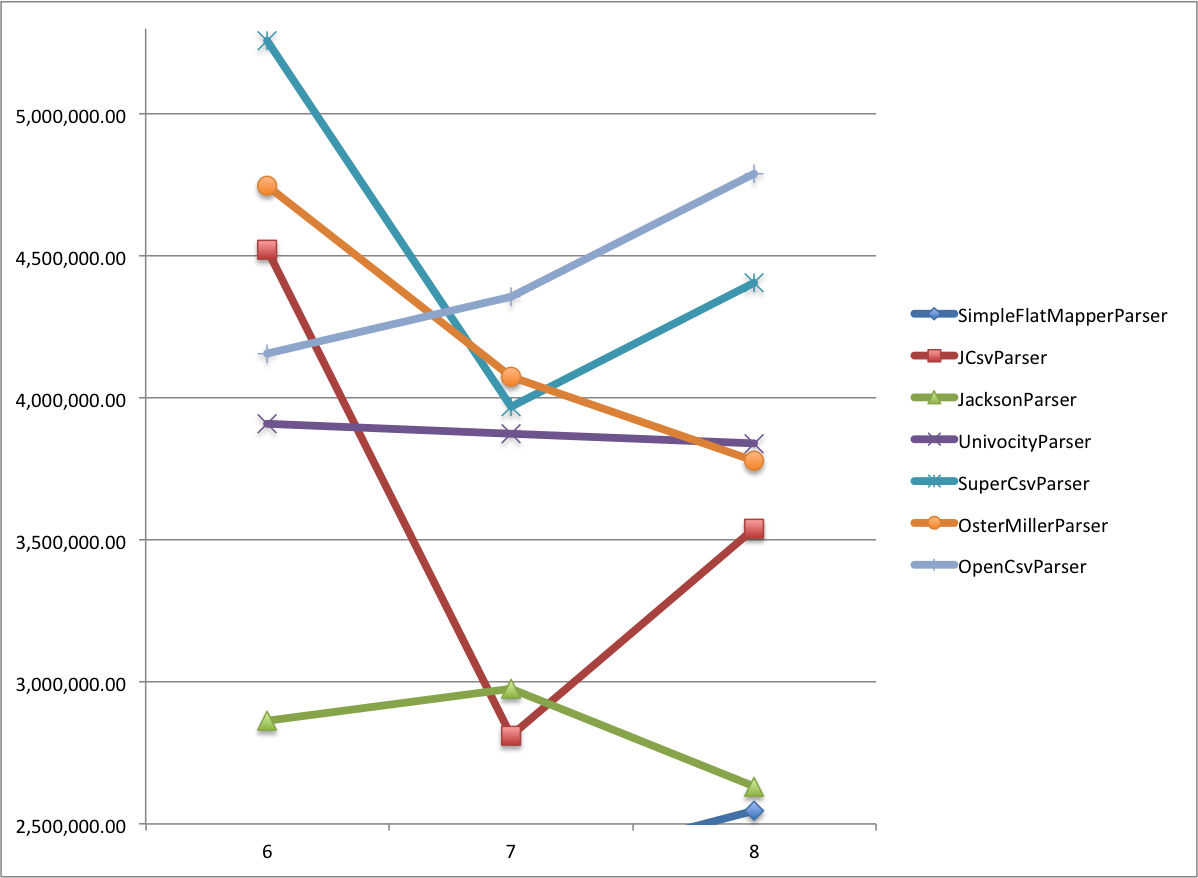 5,000,000.00
4,500,000.00
4,000,000.00
3,500,000.00
3,000,000.00
2,500,000.00
6 7 8
SimpleFlatMapperParser
JCsvParser
JacksonParser
UnivocityParser
SuperCsvParser
OsterMillerParser
OpenCsvParser